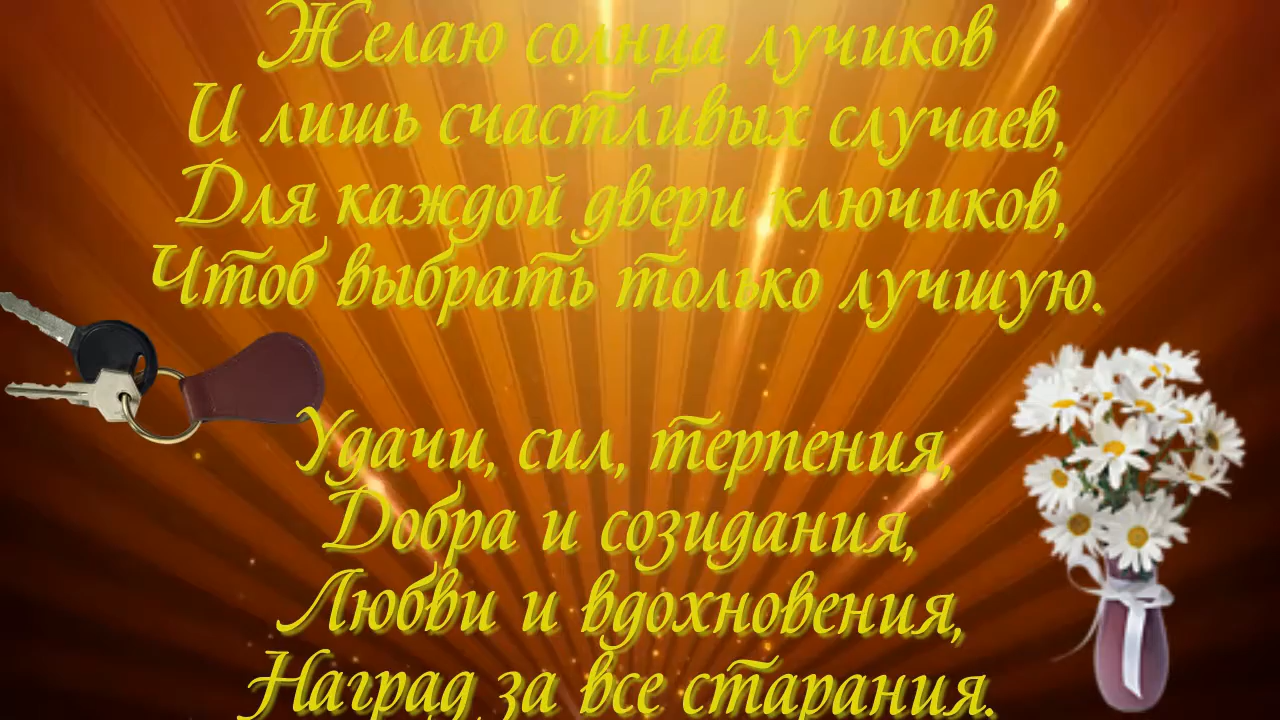 Желаю солнца лучиков
И лишь счастливых случаев,
Для каждой двери ключиков,
Чтоб выбрать только лучшую.
Удачи, сил, терпения,
Добра и созидания,
Любви и вдохновения,
Наград за все старания.